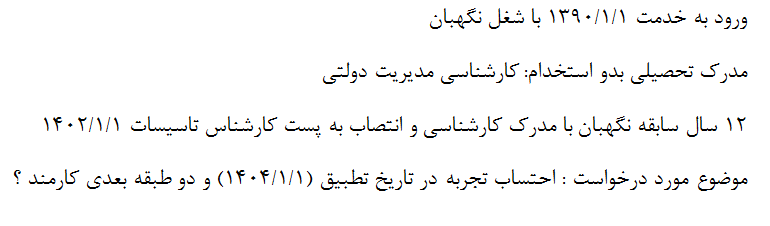 ورود به خدمت ۱۳۹۰/۱/۱ با شغل نگهبان
مدرک تحصیلی بدو استخدام: کارشناسی مدیریت دولتی
۱۲ سال سابقه نگهبان با مدرک کارشناسی و انتصاب به پست کارشناس تاسیسات ۱۴۰۲/۱/۱
موضوع مورد درخواست : احتساب تجربه در تاریخ تطبیق (۱۴۰۴/۱/۱) و دو طبقه بعدی کارمند ؟